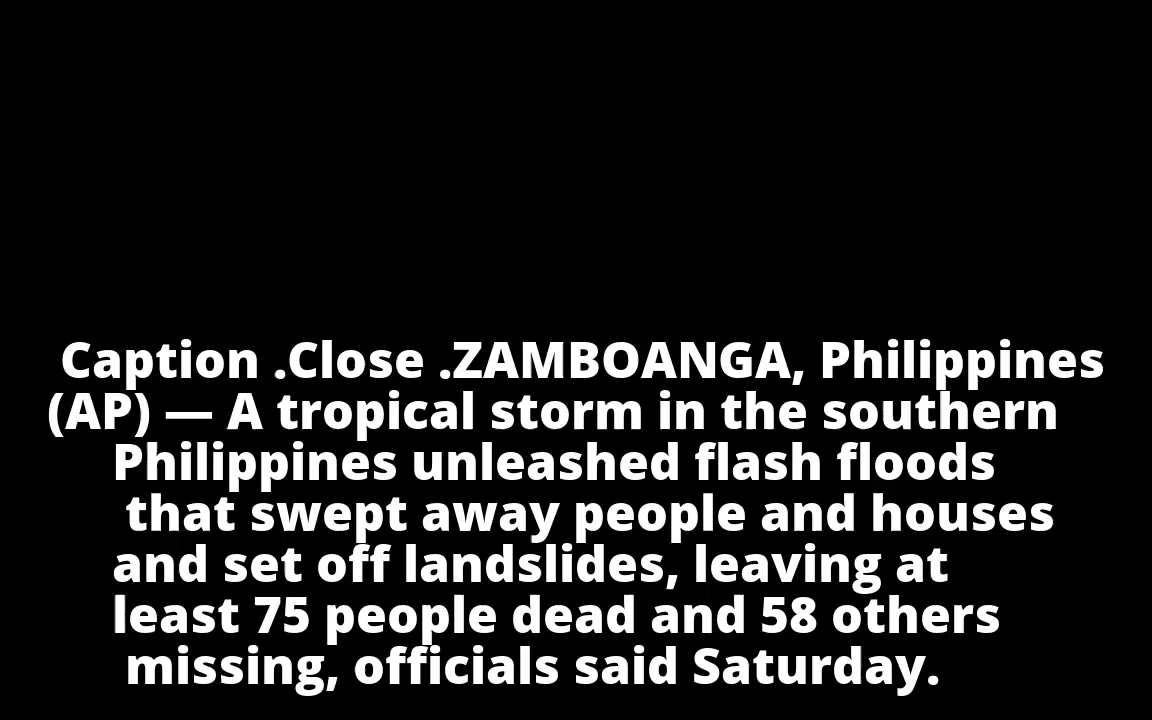 Caption .Close .ZAMBOANGA, Philippines
(AP) — A tropical storm in the southern
Philippines unleashed flash floods
that swept away people and houses
and set off landslides, leaving at
least 75 people dead and 58 others
missing, officials said Saturday.